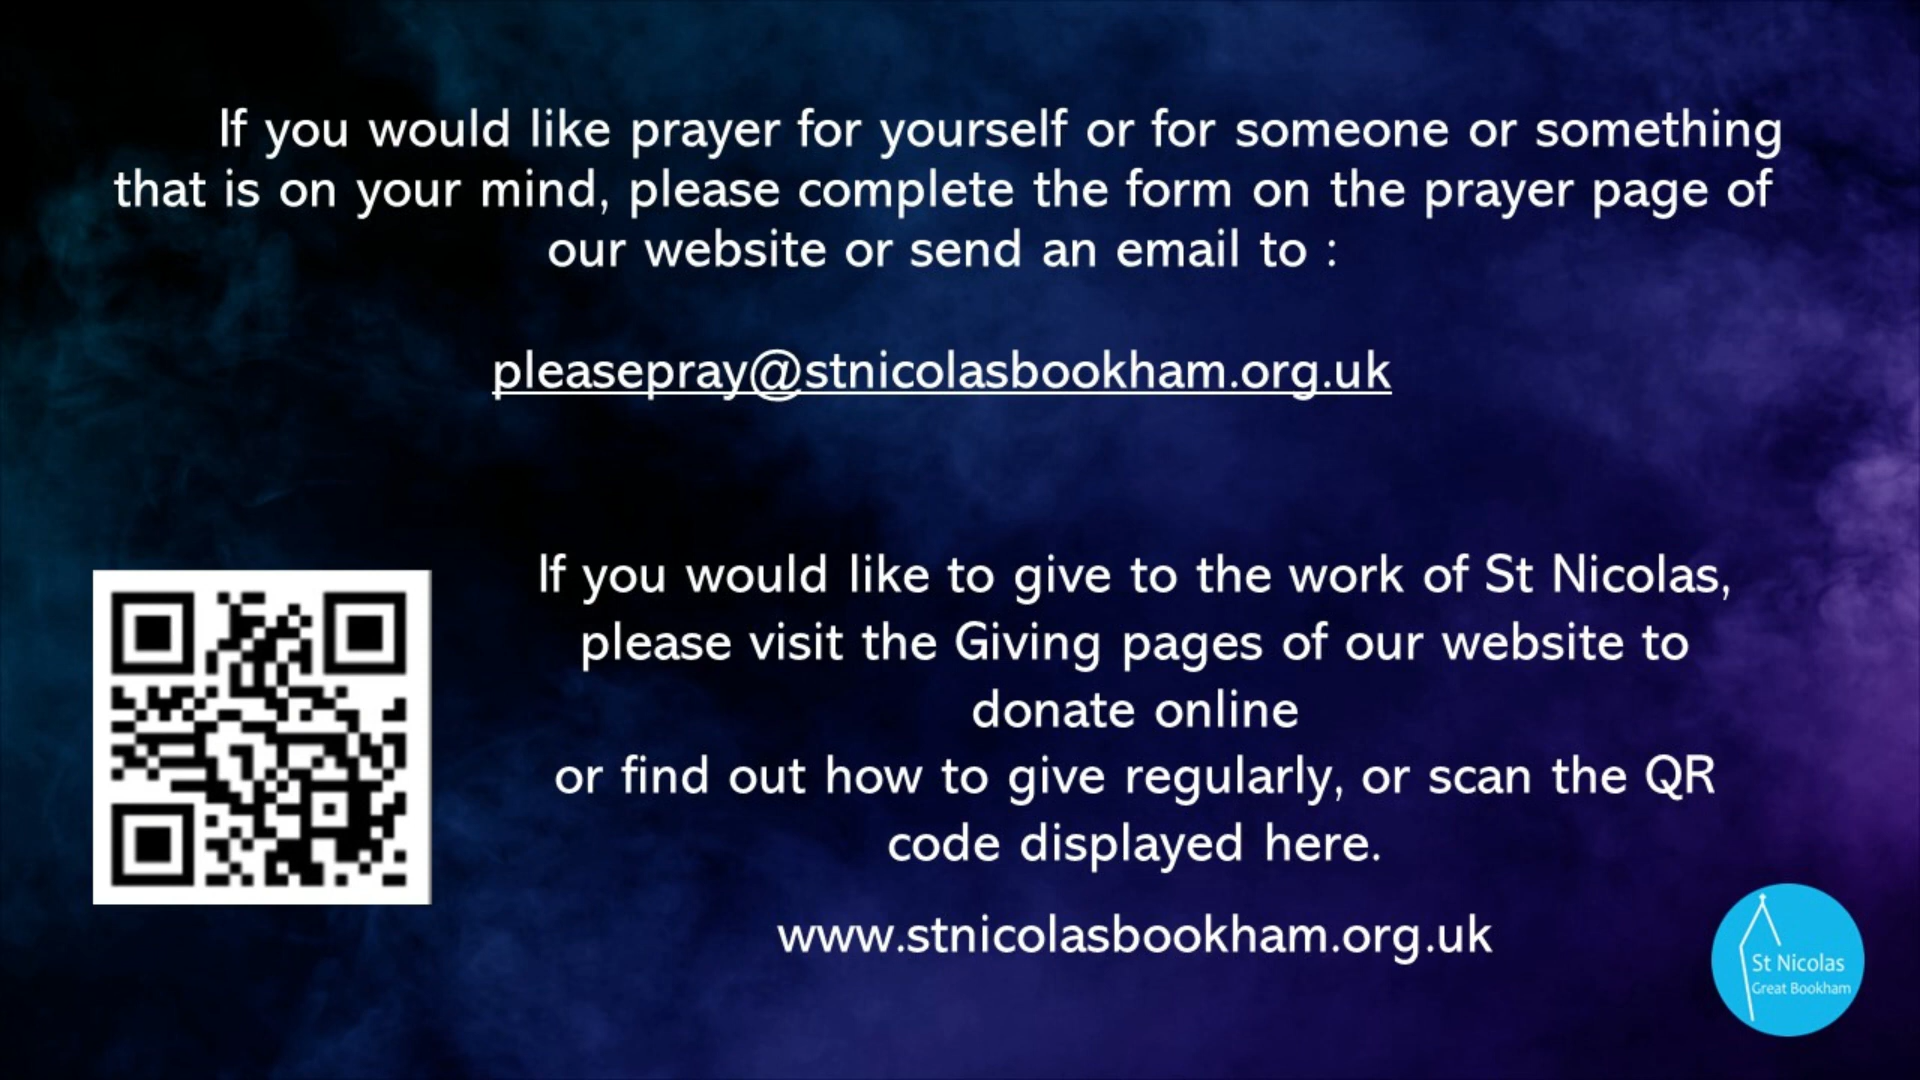 If you would like prayer for yourself or for someone or something
that is on your mind, please complete the form on the prayer page of
our website or send an email to :
pleasepray@stnicolasbookham.org.uk
If you would like to give to the work of St Nicolas,
please visit the Giving pages of our website to
donate online
or find out how to give regularly, or scan the QR
code displayed here.
www.stnicolasbookham.org.uk
St Nicolas
Great Bookham